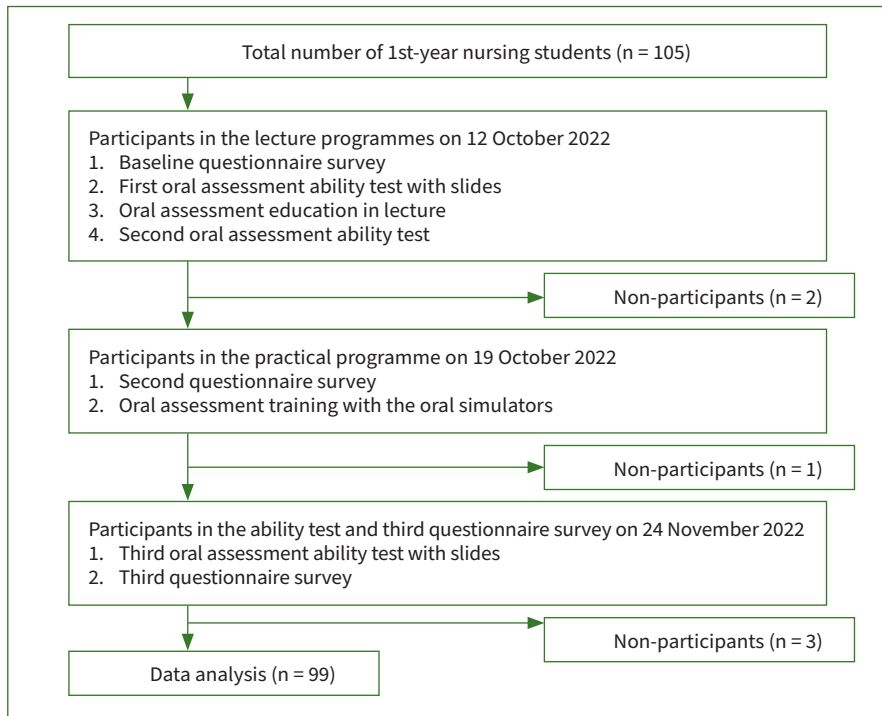 Total number of 1st-year nursing students (n = 105)
Participants in the lecture programmes on 12 October 2022
1. Baseline questionnaire survey
2. First oral assessment ability test with slides
3. Oral assessment education in lecture
4. Second oral assessment ability test
Non-participants (n = 2)
Participants in the practical programme on 19 October 2022
1. Second questionnaire survey
2. Oral assessment training with the oral simulators
Non-participants (n = 1)
Participants in the ability test and third questionnaire survey on 24 November 2022
1. Third oral assessment ability test with slides
2. Third questionnaire survey
Non-participants (n = 3)
Data analysis (n = 99)